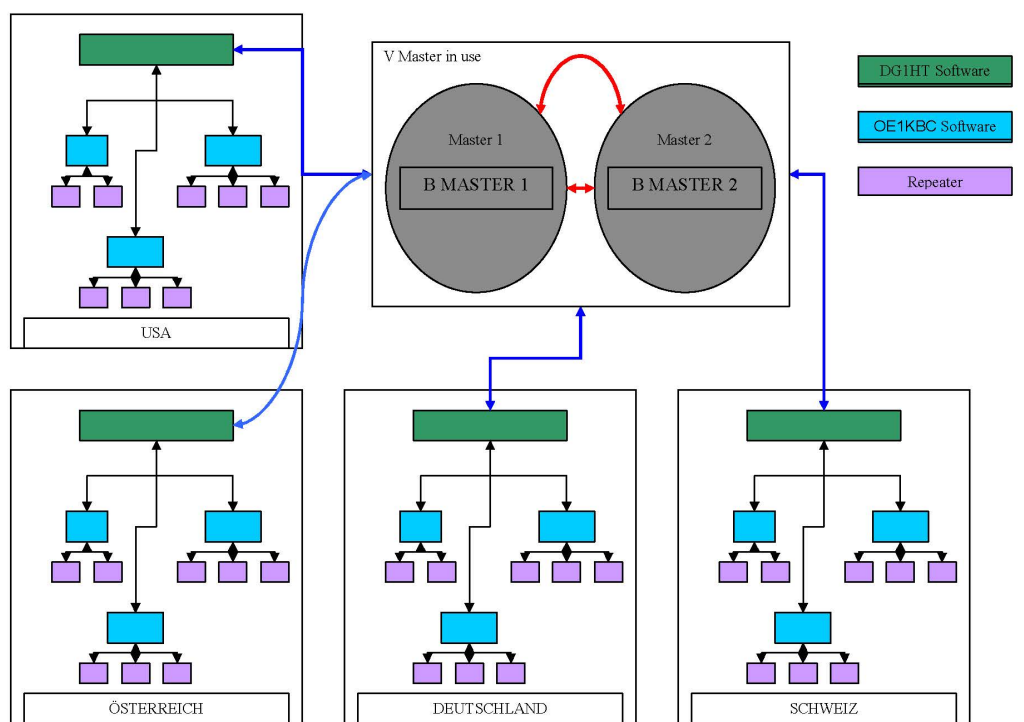 V Master in use
Master 1
Master 2
B MASTER 1
B MASTER 2
DG1HT Software
OE1KBC Software
Repeater
USA
ÖSTERREICH
DEUTSCHLAND
SCHWEIZ